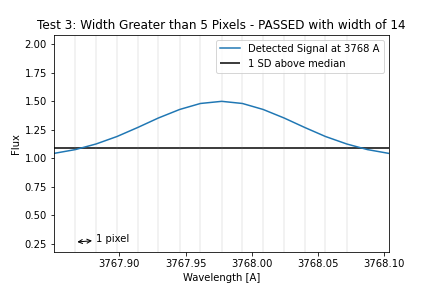 Test 3: Width Greater than 5 Pixels - PASSED with width of 14
2.00
1.75
1.50
1.25
1.00
0.75
0.50
0.25
Flux
Detected Signal at 3768 A
1 SD above median
1 pixel
3767.90
3767.95
3768.00
3768.05
3768.10
Wavelength [A]